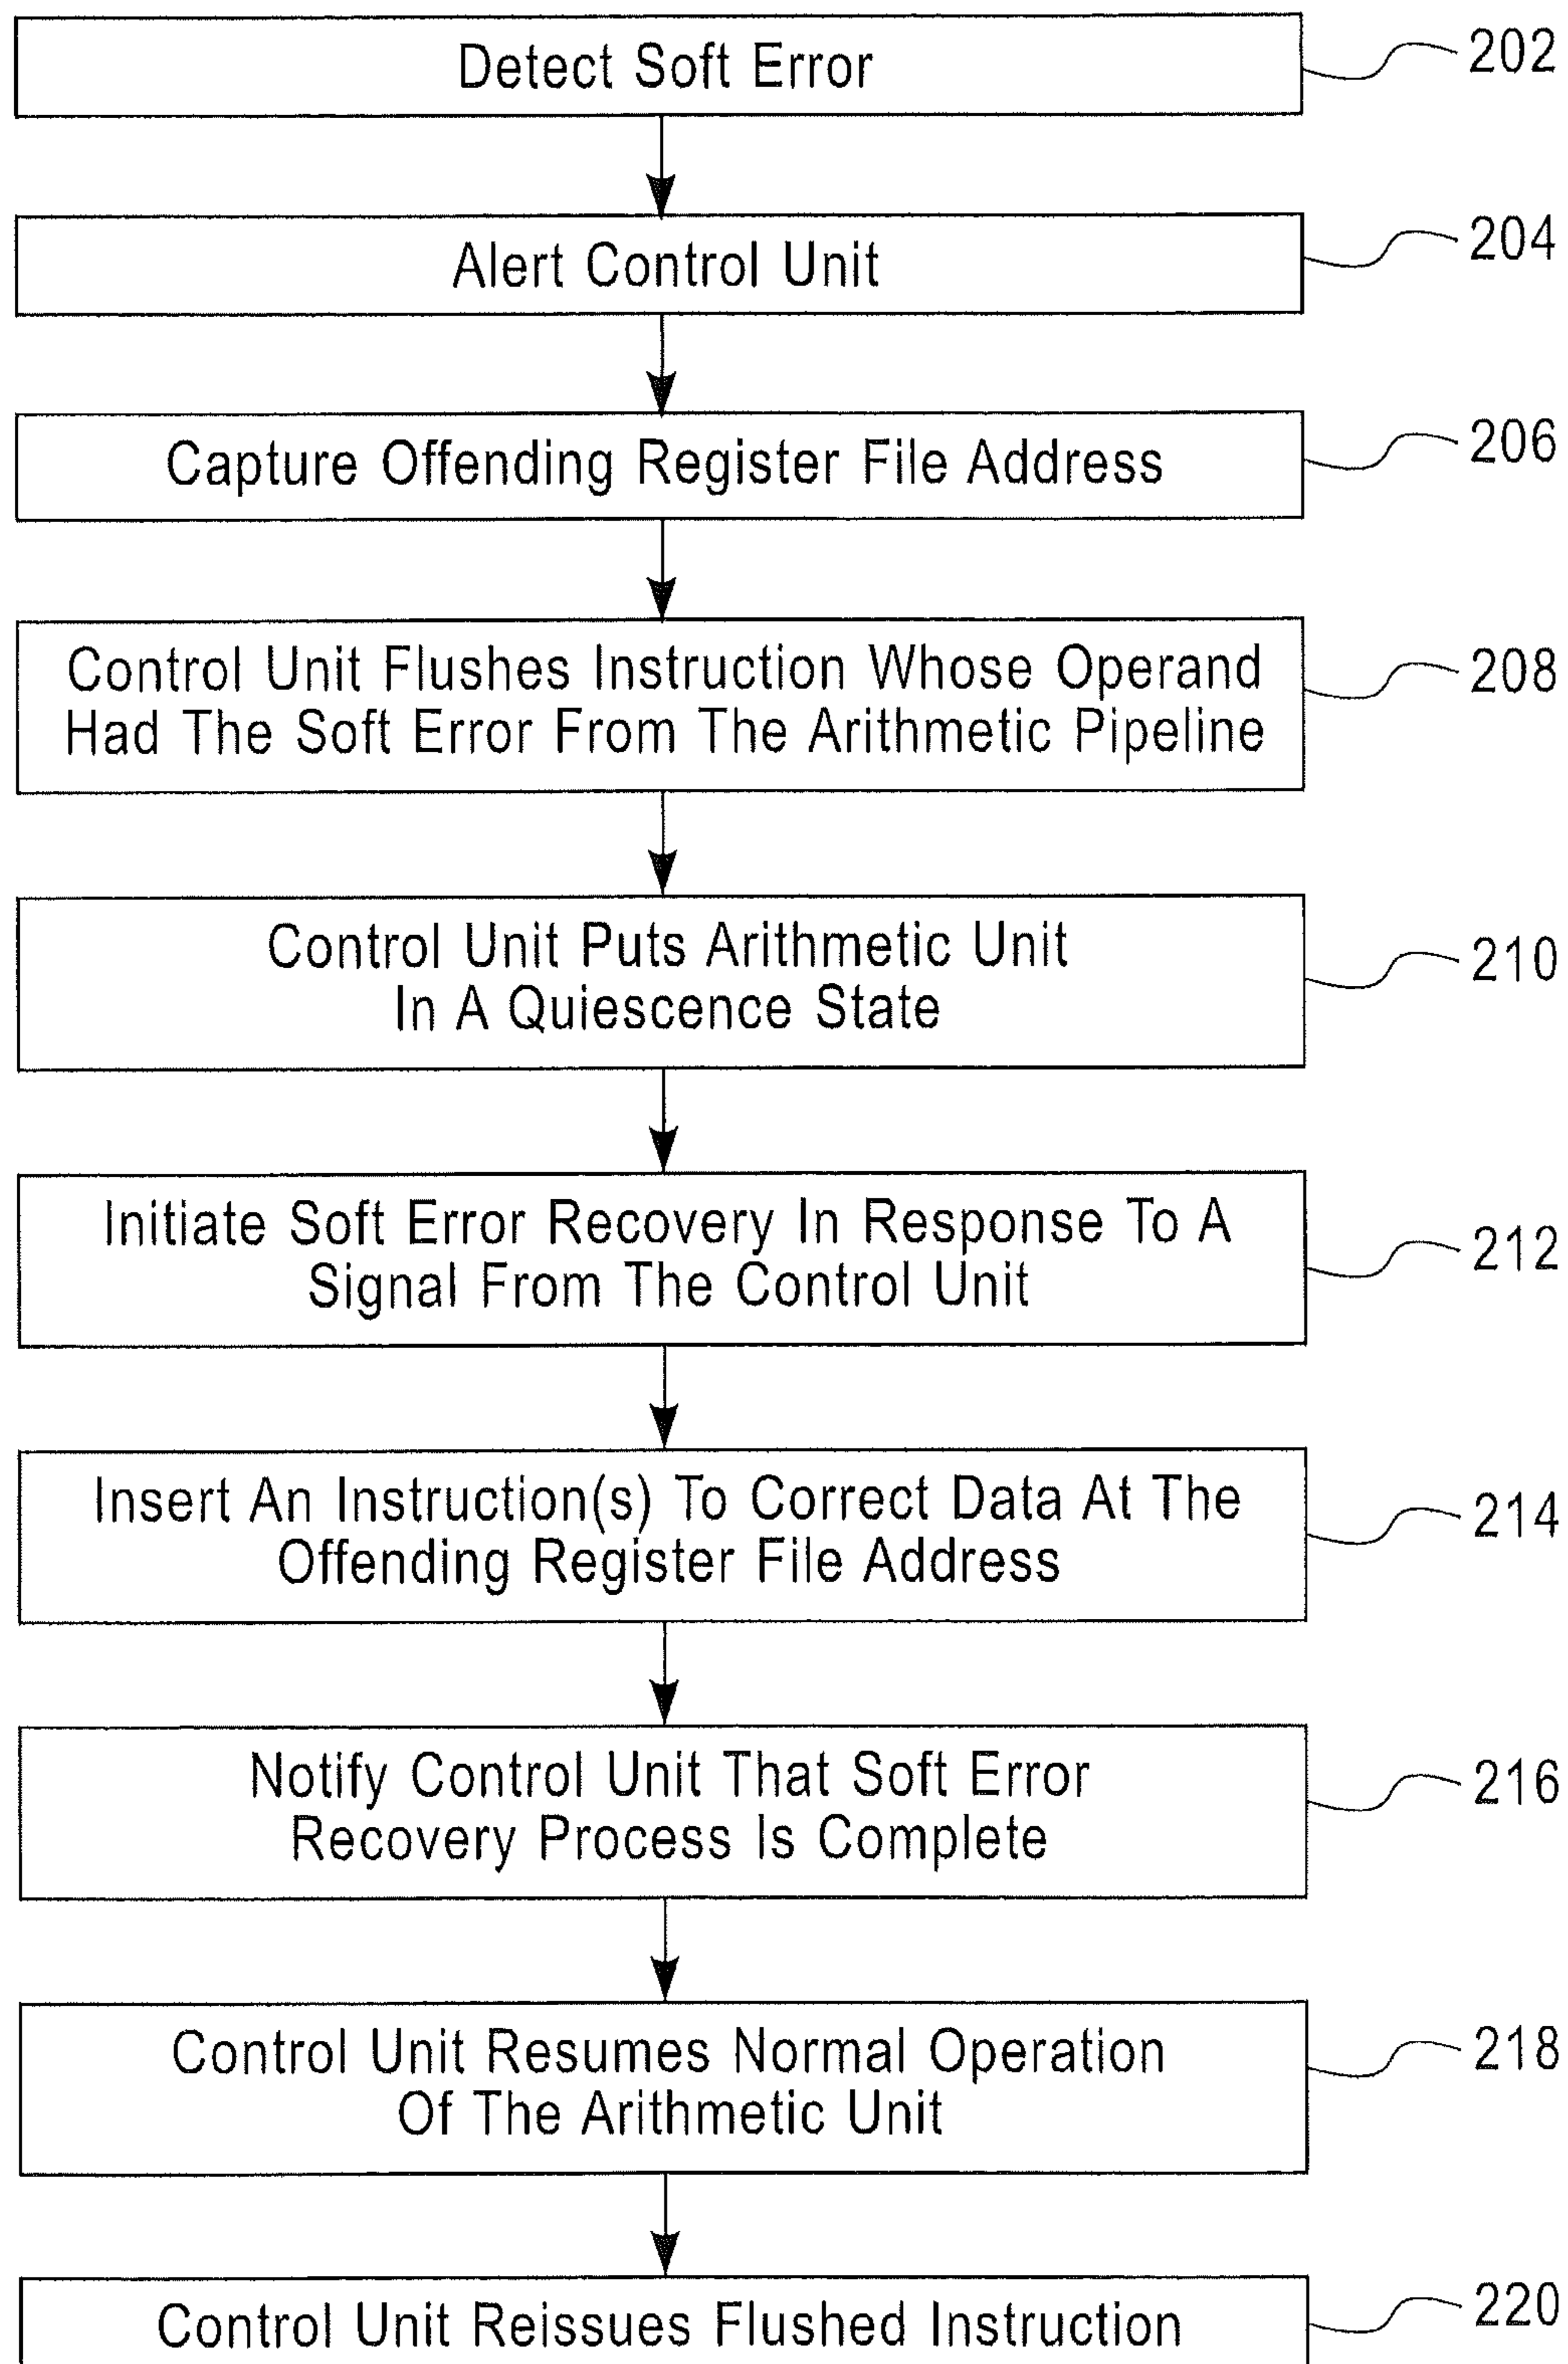 Detect Soft Error
202
Alert Control Unit
204
Capture Offending Register File Address
206
Control Unit Flushes Instruction Whose Operand
Had The Soft Error From The Arithmetic Pipeline
208
Control Unit Puts Arithmetic Unit
In A Quiescence State
210
Initiate Soft Error Recovery In Response To A
Signal From The Control Unit
212
Insert An Instruction(s) To Correct Data At The
Offending Register File Address
214
Notify Control Unit That Soft Error
Recovery Process Is Complete
216
Control Unit Resumes Normal Operation
Of The Arithmetic Unit
218
Control Unit Reissues Flushed Instruction
220